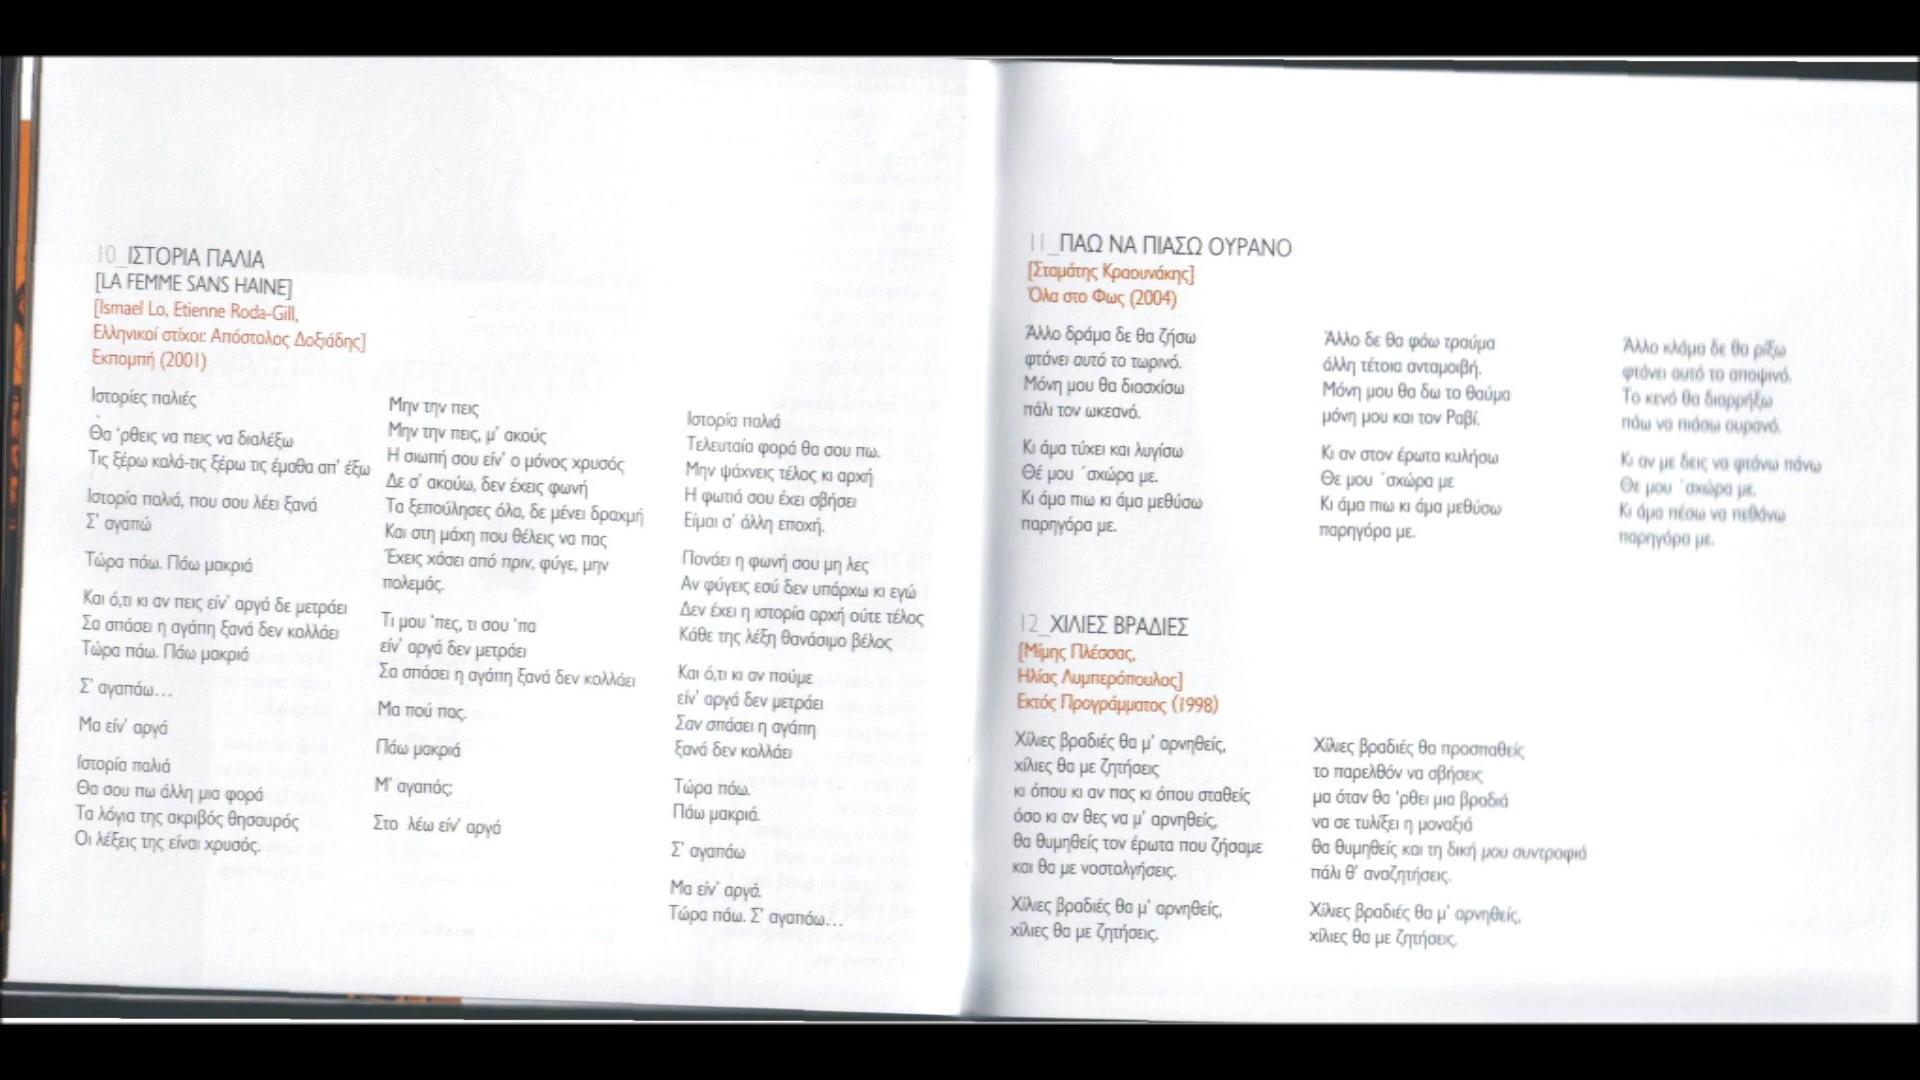 10_ΙΣΤΟΡΙΑ ΠΑΛΙΑ
[LA FEMME SANS HAINE]
[Ismael Lo, Etienne Roda-Gill,
Ελληνικοί στίχοι: Απόστολος Δοξιάδης]
Εκπομπή (2001)
Ιστορίες παλιές
Θα ‘ρθεις να πεις να διαλέξω
Τις ξέρω καλά-τις ξέρω τις έμαθα απ’ έξω
Ιστορία παλιά, που σου λέει ξανά
Σ’ αγαπώ
Τώρα πάω. Πάω μακριά
Και ό,τι κι αν πεις είν’ αργά δε μετράει
Σα σπάσει η αγάπη ξανά δεν κολλάει
Τώρα πάω. Πάω μακριά
Σ’ αγαπάω…
Μα είν’ αργά
Ιστορία παλιά
Θα σου πω άλλη μια φορά
Τα λόγια της ακριβός θησαυρός
Οι λέξεις της είναι χρυσός.
Μην την πεις
Μην την πεις, μ’ ακούς
Η σιωπή σου είν’ ο μόνος χρυσός
Δε σ’ ακούω, δεν έχεις φωνή
Τα ξεπούλησες όλα, δε μένει δραχμή
Και στη μάχη που θέλεις να πας
Έχεις χάσει από πριν, φύγε, μην
πολεμάς.
Τι μου ‘πες, τι σου ‘πα
είν’ αργά δεν μετράει
Σα σπάσει η αγάπη ξανά δεν κολλάει
Μα πού πας.
Πάω μακριά
Μ’ αγαπάς;
Στο λέω είν’ αργά
Ιστορία παλιά
Τελευταία φορά θα σου πω.
Μην ψάχνεις τέλος κι αρχή
Η φωτιά σου έχει σβήσει
Είμαι σ’ άλλη εποχή.
Πονάει η φωνή σου μη λες
Αν φύγεις εσύ δεν υπάρχω κι εγώ
Δεν έχει η ιστορία αρχή ούτε τέλος
Κάθε της λέξη θανάσιμο βέλος
Και ό,τι κι αν πούμε
είν’ αργά δεν μετράει
Σαν σπάσει η αγάπη
ξανά δεν κολλάει
Τώρα πάω.
Πάω μακριά.
Σ’ αγαπάω
Μα είν’ αργά.
Τώρα πάω. Σ’ αγαπάω…
11_ΠΑΩ ΝΑ ΠΙΑΣΩ ΟΥΡΑΝΟ
[Σταμάτης Κραουνάκης]
Όλα στο Φως (2004)
Άλλο δράμα δε θα ζήσω
φτάνει αυτό το τωρινό.
Μόνη μου θα διασχίσω
πάλι τον ωκεανό.
Κι άμα τύχει και λυγίσω
Θέ μου ΄σχώρα με.
Κι άμα πιω κι άμα μεθύσω
παρηγόρα με.
Άλλο δε θα φάω τραύμα
άλλη τέτοια ανταμοιβή.
Μόνη μου θα δω το θαύμα
μόνη μου και τον Ραβί.
Κι αν στον έρωτα κυλήσω
Θε μου ΄σχώρα με
Κι άμα πιω κι άμα μεθύσω
παρηγόρα με.
Άλλο κλάμα δε θα ρίξω
φτάνει αυτό το αποψινό.
Το κενό θα διαρρήξω
πάω να πιάσω ουρανό.
Κι αν με δεις να φτάνω πάνω
Θε μου ΄σχώρα με.
Κι άμα πέσω να πεθάνω
παρηγόρα με.
12_ΧΙΛΙΕΣ ΒΡΑΔΙΕΣ
[Μίμης Πλέσσας,
Ηλίας Λυμπερόπουλος]
Εκτός Προγράμματος (1998)
Χίλιες βραδιές θα μ’ αρνηθείς,
χίλιες θα με ζητήσεις
κι όπου κι αν πας κι όπου σταθείς
όσο κι αν θες να μ’ αρνηθείς,
θα θυμηθείς τον έρωτα που ζήσαμε
και θα με νοσταλγήσεις.
Χίλιες βραδιές θα μ’ αρνηθείς,
χίλιες θα με ζητήσεις.
Χίλιες βραδιές θα προσπαθείς
το παρελθόν να σβήσεις
μα όταν θα ‘ρθει μια βραδιά
να σε τυλίξει η μοναξιά
θα θυμηθείς και τη δική μου συντροφιά
πάλι θ’ αναζητήσεις.
Χίλιες βραδιές θα μ’ αρνηθείς,
χίλιες θα με ζητήσεις.